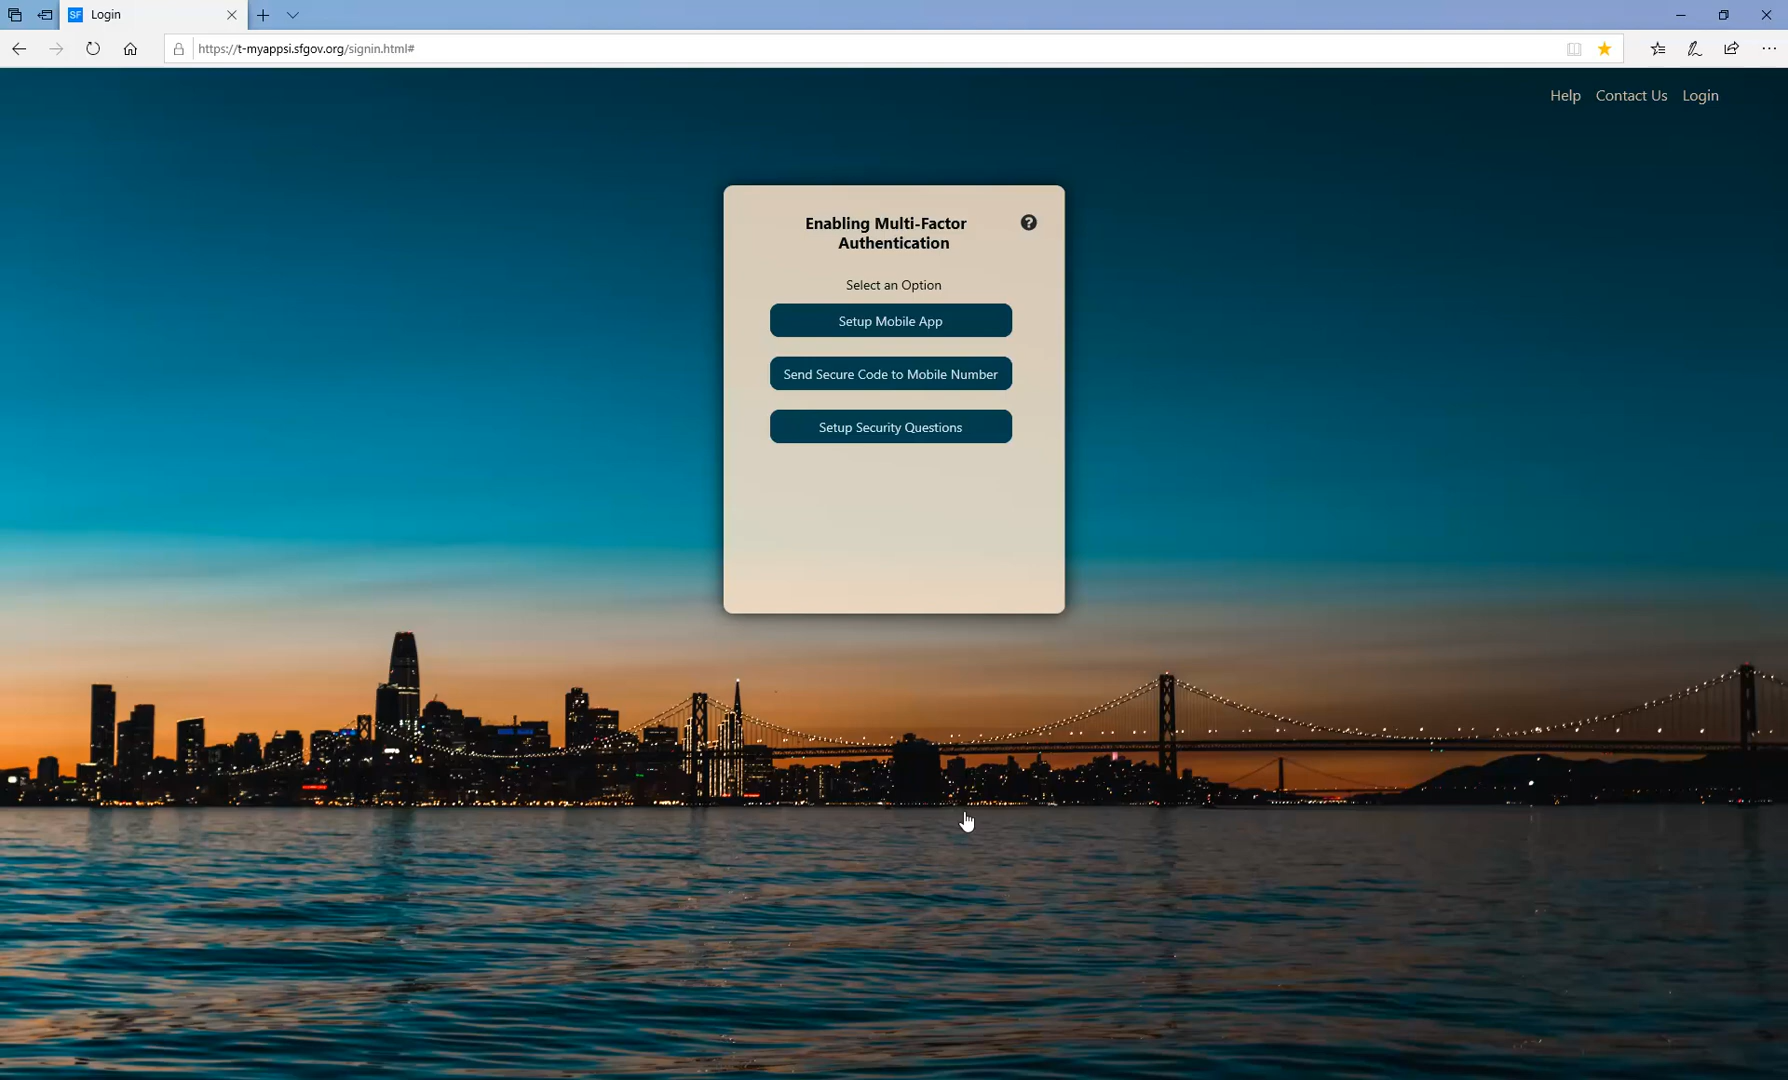 SF Login
https://t-myappsi.sfgov.org/signin.html#
Help Contact Us Login
Enabling Multi-Factor
Authentication
?
Select an Option
Setup Mobile App
Send Secure Code to Mobile Number
Setup Security Questions